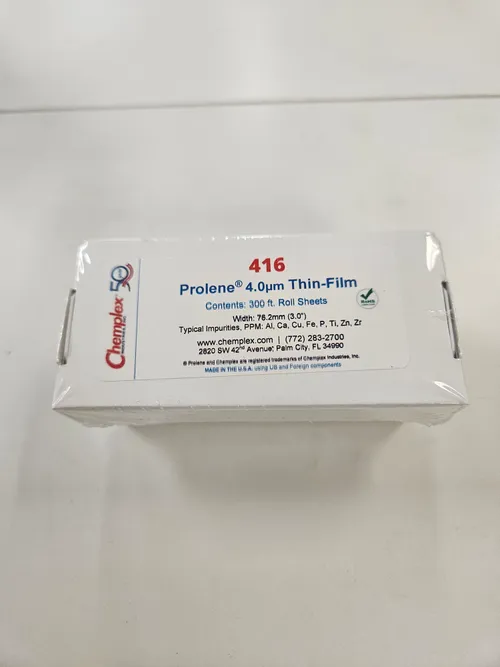 416
Prolene® 4.0µm Thin-Film
Contents: 300 ft. Roll Sheets
Width: 76.2mm (3.0")
Typical Impurities, PPM: Al, Ca, Cu, Fe, P, Ti, Zn, Zr
www.chemplex.com | (772) 283-2700
2820 SW 42nd Avenue, Palm City, FL 34990
® Prolene and Chemplex are registered trademarks of Chemplex Industries, Inc.
MADE IN THE U.S.A. using US and Foreign components
Chemplex®
50